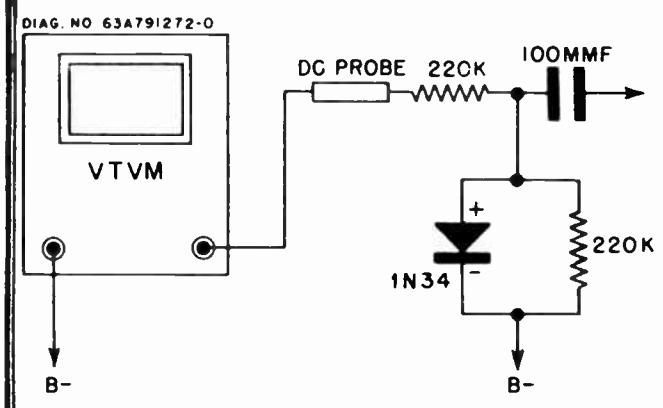 DIAG. NO 63A791272-0
DC PROBE
220K
100MMF
VTVM
+
1N34
-
220K
B-
B-